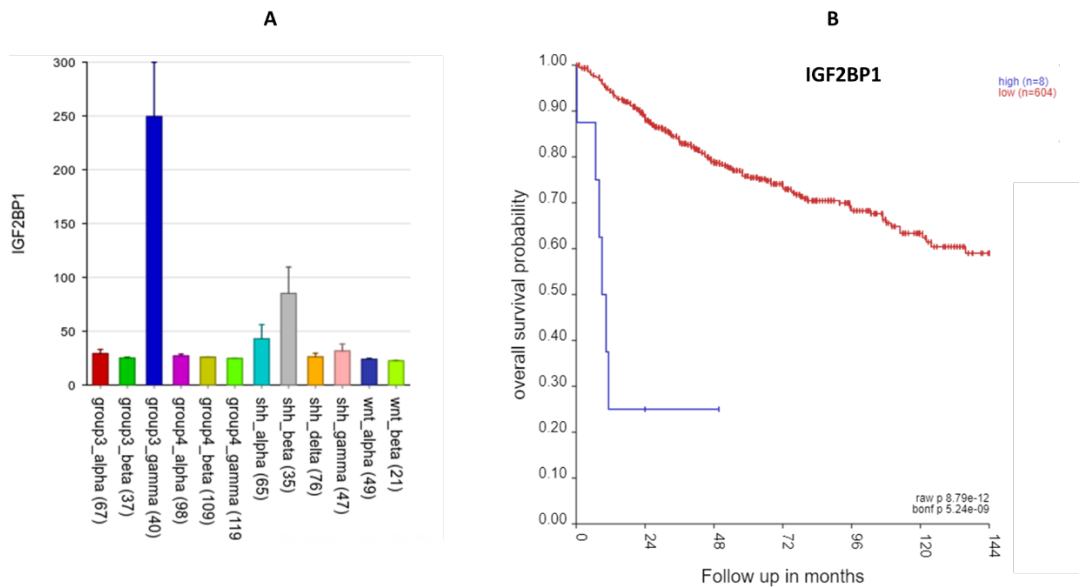 A
IGF2BP1
300
250
200
150
100
50
0
group3_alpha (67)
group3_beta (37)
group3_gamma (40)
group4_alpha (98)
group4_beta (109)
group4_gamma (119
shh_alpha (65)
shh_beta (35)
shh_delta (76)
shh_gamma (47)
wnt_alpha (49)
wnt_beta (21)
B
IGF2BP1
high (n=8)
low (n=604)
overall survival probability
1.00
0.90
0.80
0.70
0.60
0.50
0.40
0.30
0.20
0.10
0.00
raw p 8.79e-12
bonf p 5.24e-09
0
24
48
72
96
120
144
Follow up in months